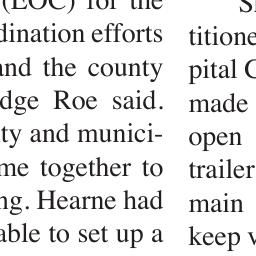 (EOC) for the
dination efforts
and the county
dge Roe said.
ty and munici-
me together to
ng. Hearne had
able to set up a
titione
pital
made
open
trailer
main
keep